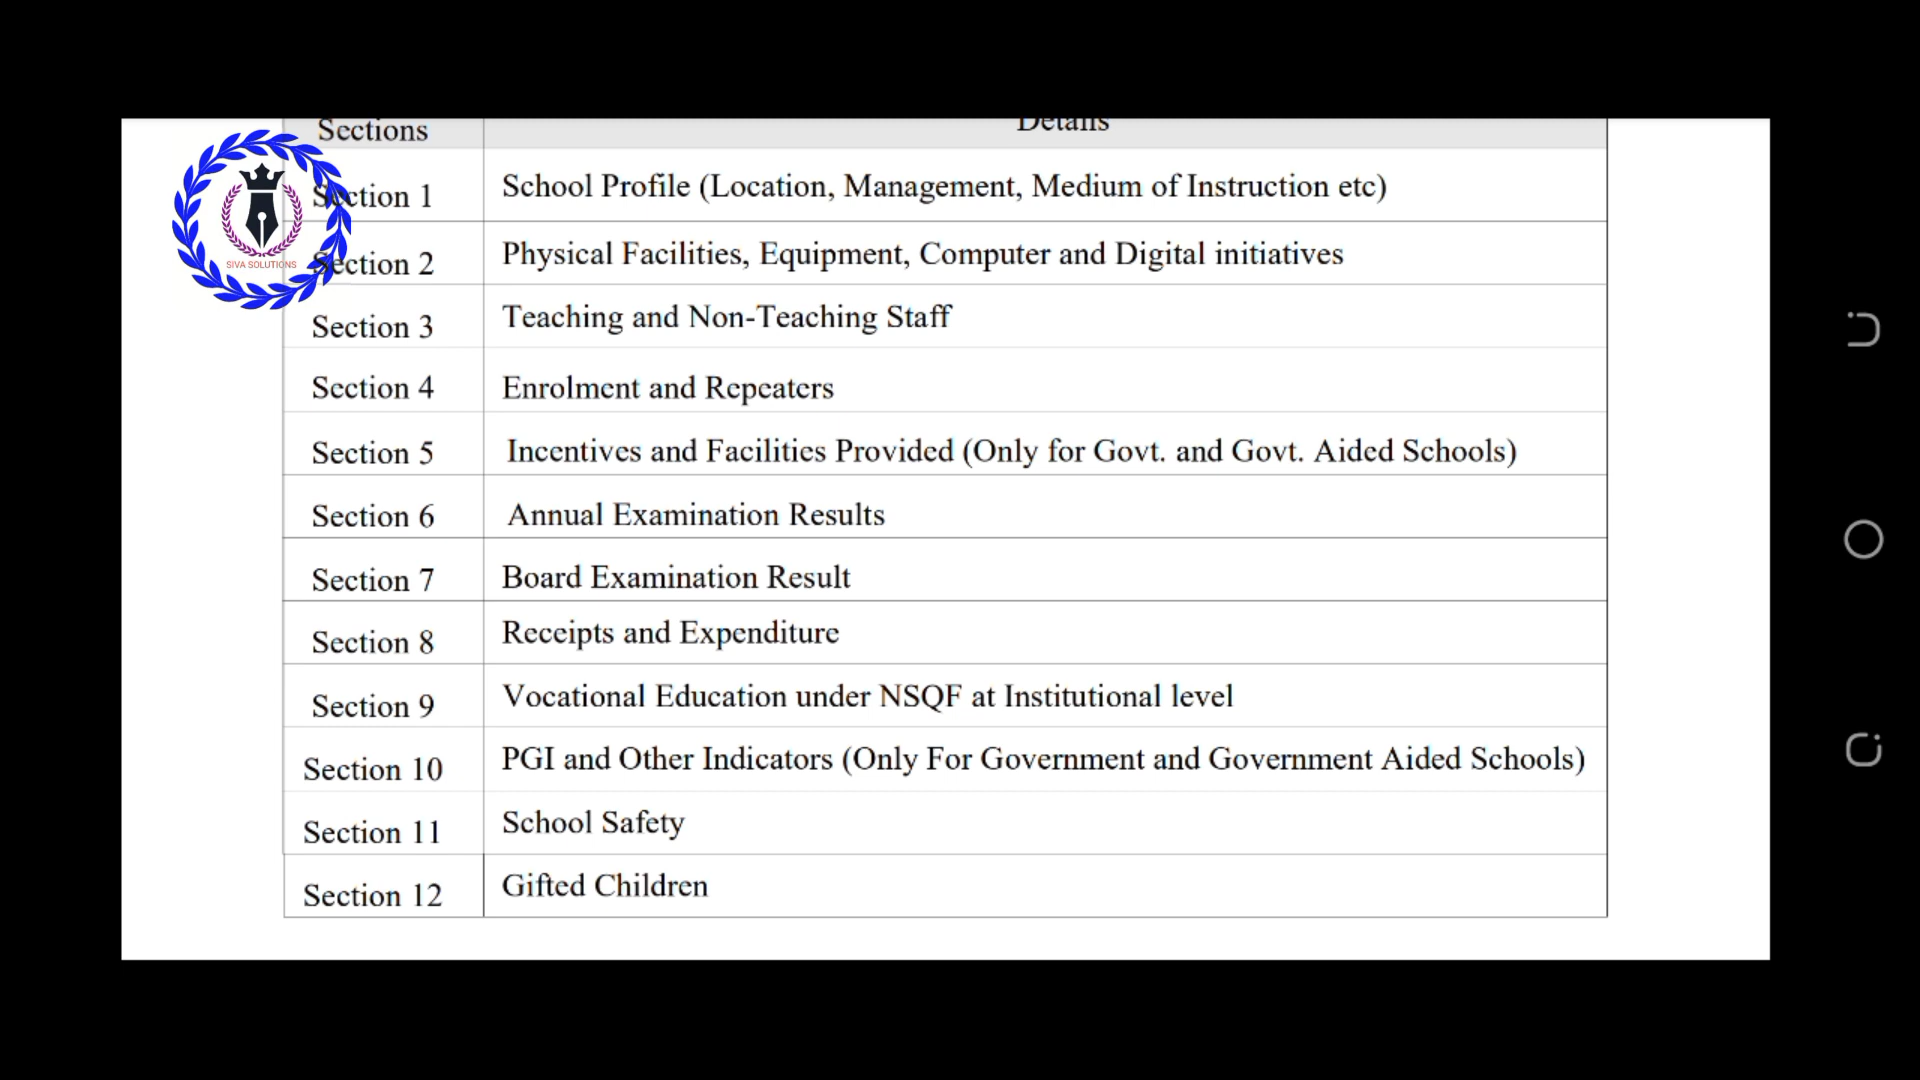 Sections Details
Section 1 School Profile (Location, Management, Medium of Instruction etc)
Section 2 Physical Facilities, Equipment, Computer and Digital initiatives
SIVA SOLUTIONS
Section 3 Teaching and Non-Teaching Staff
Section 4 Enrolment and Repeaters
Section 5 Incentives and Facilities Provided (Only for Govt. and Govt. Aided Schools)
Section 6 Annual Examination Results
Section 7 Board Examination Result
Section 8 Receipts and Expenditure
Section 9 Vocational Education under NSQF at Institutional level
Section 10 PGI and Other Indicators (Only For Government and Government Aided Schools)
Section 11 School Safety
Section 12 Gifted Children